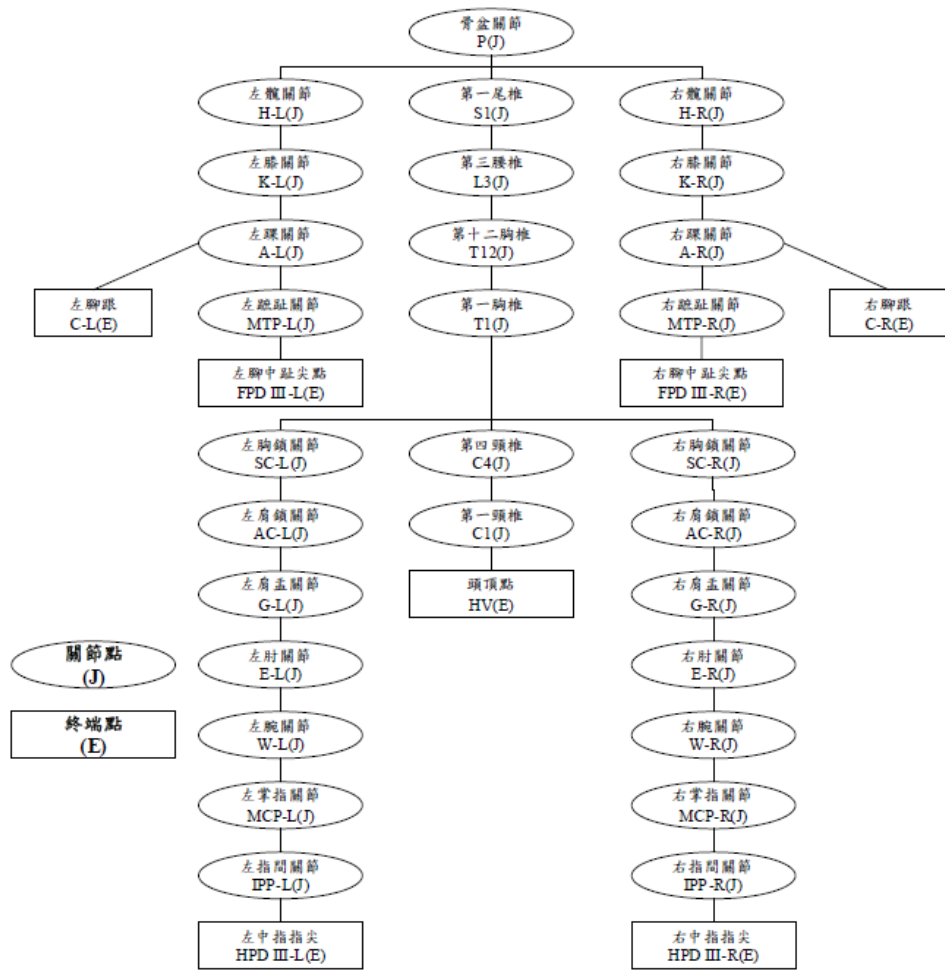 骨盆關節
P(J)
左髖關節
H-L(J)
第一尾椎
S1(J)
右髖關節
H-R(J)
左膝關節
K-L(J)
第三腰椎
L3(J)
右膝關節
K-R(J)
左踝關節
A-L(J)
第十二胸椎
T12(J)
右踝關節
A-R(J)
左腳跟
C-L(E)
左蹠趾關節
MTP-L(J)
第一胸椎
T1(J)
右蹠趾關節
MTP-R(J)
右腳跟
C-R(E)
左腳中趾尖點
FPD III-L(E)
右腳中趾尖點
FPD III-R(E)
左胸鎖關節
SC-L(J)
第四頸椎
C4(J)
右胸鎖關節
SC-R(J)
左肩鎖關節
AC-L(J)
第一頸椎
C1(J)
右肩鎖關節
AC-R(J)
左肩盂關節
G-L(J)
頭頂點
HV(E)
右肩盂關節
G-R(J)
關節點
(J)
左肘關節
E-L(J)
右肘關節
E-R(J)
終端點
(E)
左腕關節
W-L(J)
右腕關節
W-R(J)
左掌指關節
MCP-L(J)
右掌指關節
MCP-R(J)
左指間關節
IPP-L(J)
右指間關節
IPP-R(J)
左中指指尖
HPD III-L(E)
右中指指尖
HPD III-R(E)